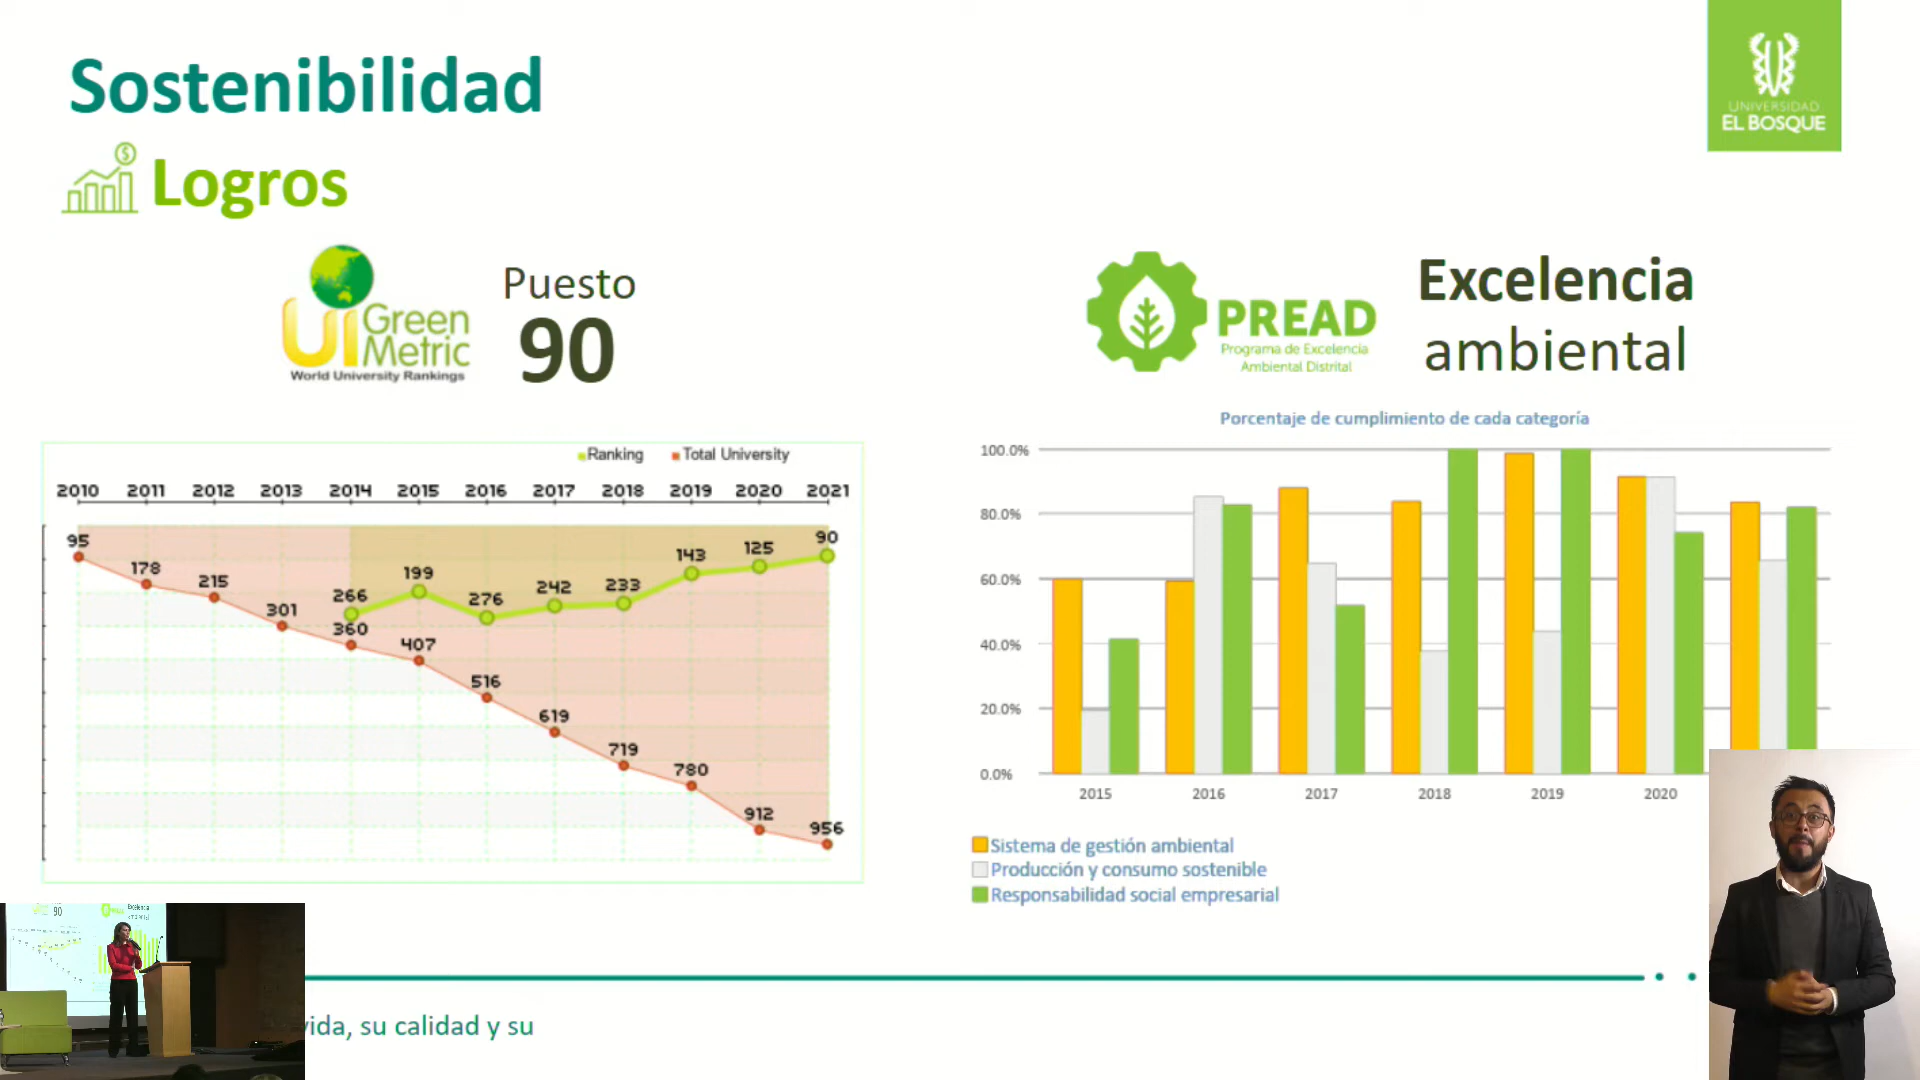 Sostenibilidad
UNIVERSIDAD
EL BOSQUE
$
Logros
UI Green
Metric
World University Rankings
Puesto
90
PREAD
Programa de Excelencia
Ambiental Distrital
Excelencia
ambiental
Ranking Total University
2010 2011 2012 2013 2014 2015 2016 2017 2018 2019 2020 2021
95
178
215
301
266
360
199
407
276
516
242
619
233
719
143
780
125
912
90
956
Porcentaje de cumplimiento de cada categoría
100.0%
80.0%
60.0%
40.0%
20.0%
0.0%
2015 2016 2017 2018 2019 2020
Sistema de gestión ambiental
Producción y consumo sostenible
Responsabilidad social empresarial
90
vida, su calidad y su